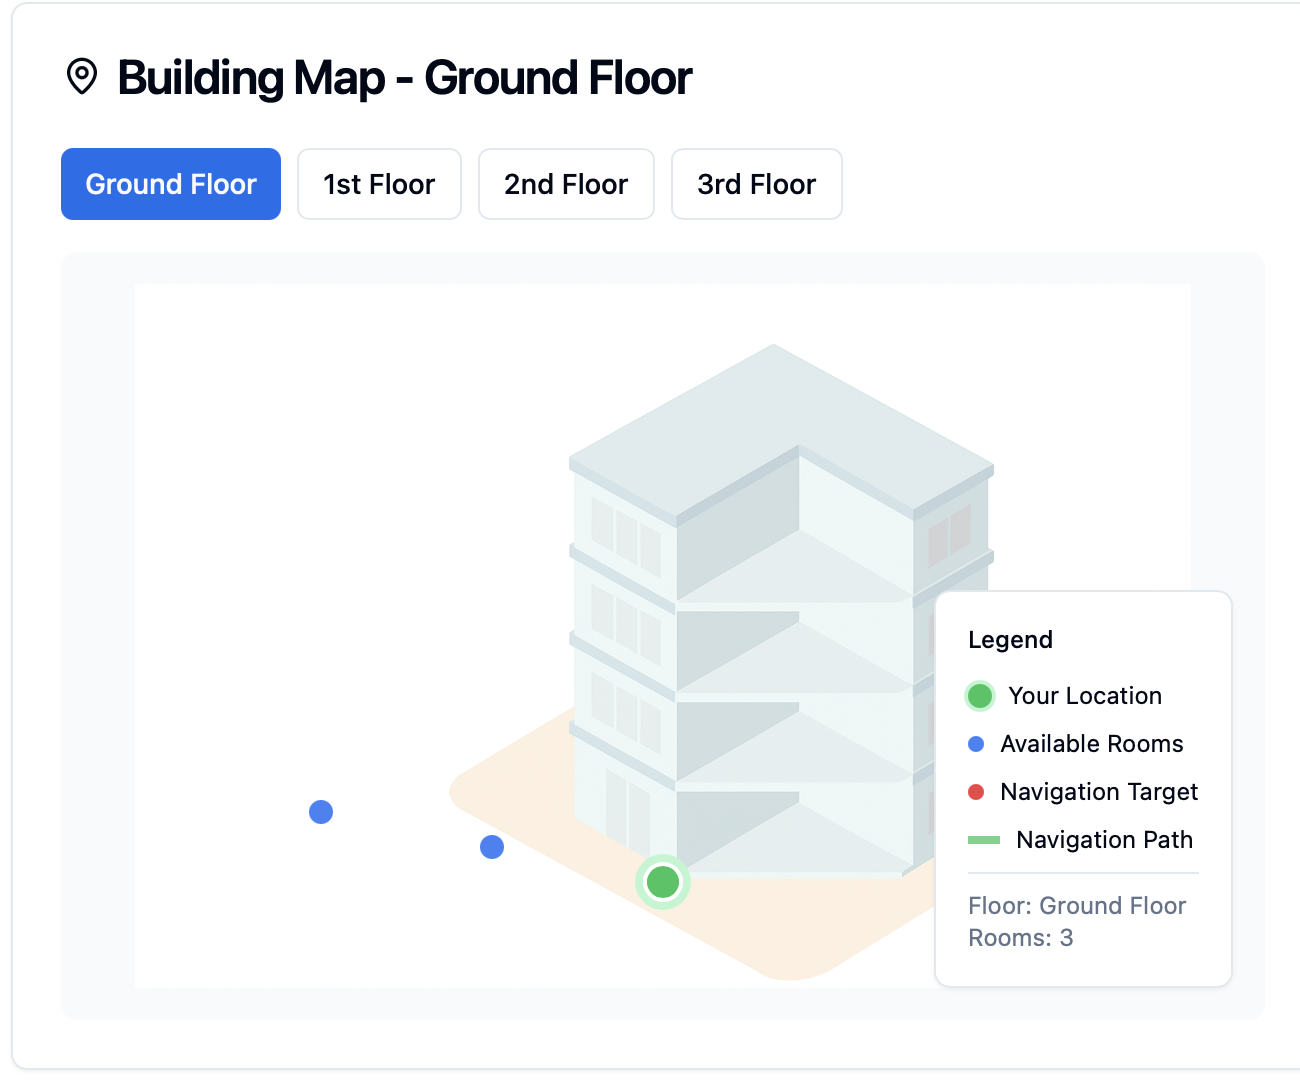 Building Map - Ground Floor
Ground Floor
1st Floor
2nd Floor
3rd Floor
Legend
Your Location
Available Rooms
Navigation Target
Navigation Path
Floor: Ground Floor
Rooms: 3